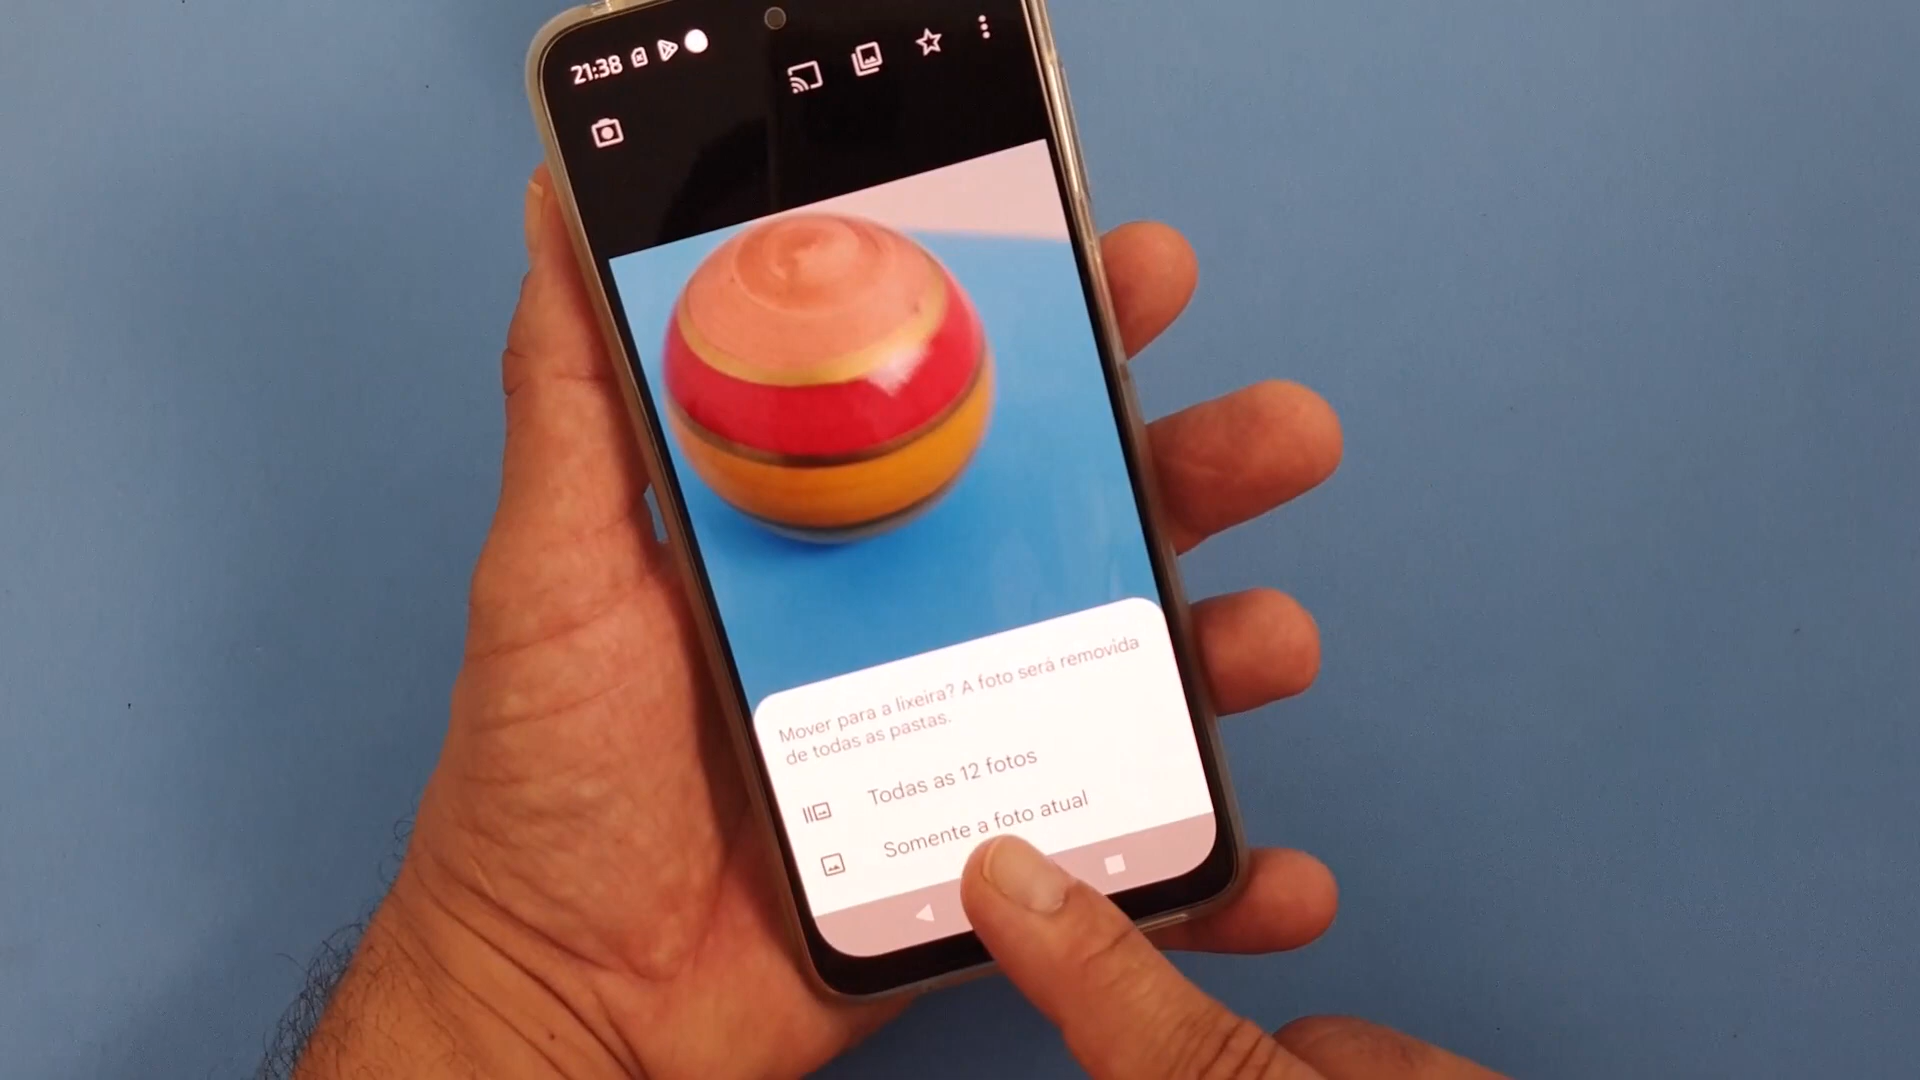 21:38
Mover para a lixeira? A foto será removida
de todas as pastas.
Todas as 12 fotos
Somente a foto atual